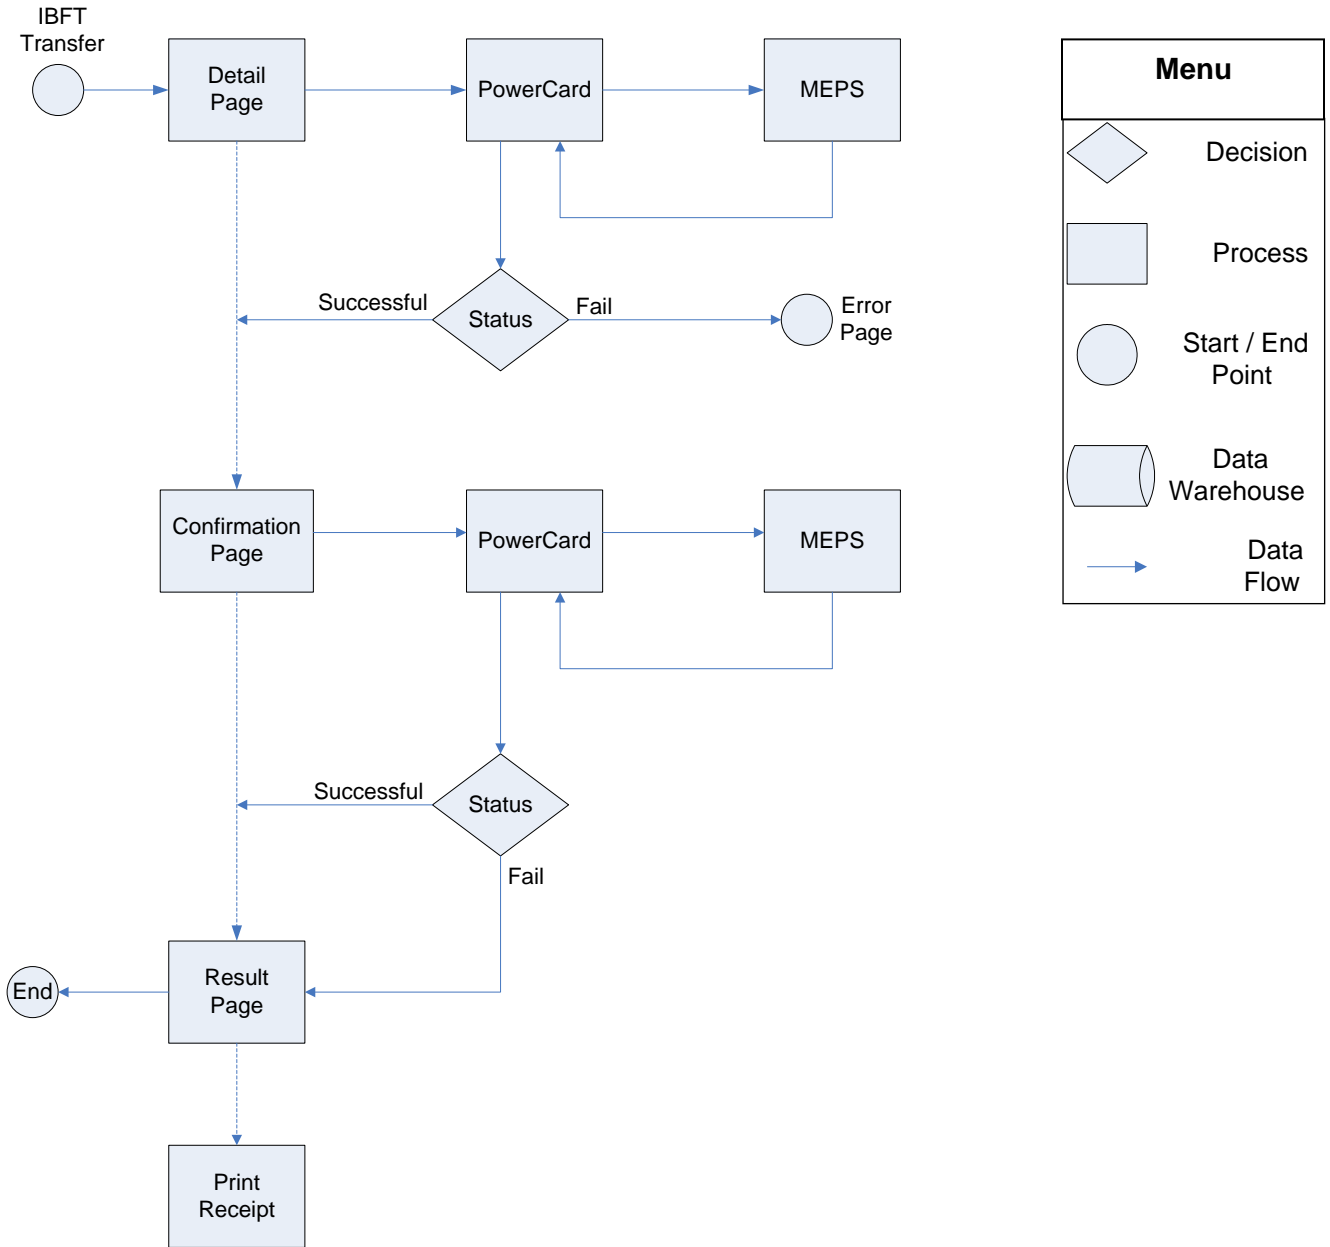 IBFT
Transfer
Detail
Page
PowerCard
MEPS
Successful
Status
Fail
Error
Page
Confirmation
Page
PowerCard
MEPS
Successful
Status
Fail
End
Result
Page
Print
Receipt
Menu
Decision
Process
Start / End
Point
Data
Warehouse
Data
Flow